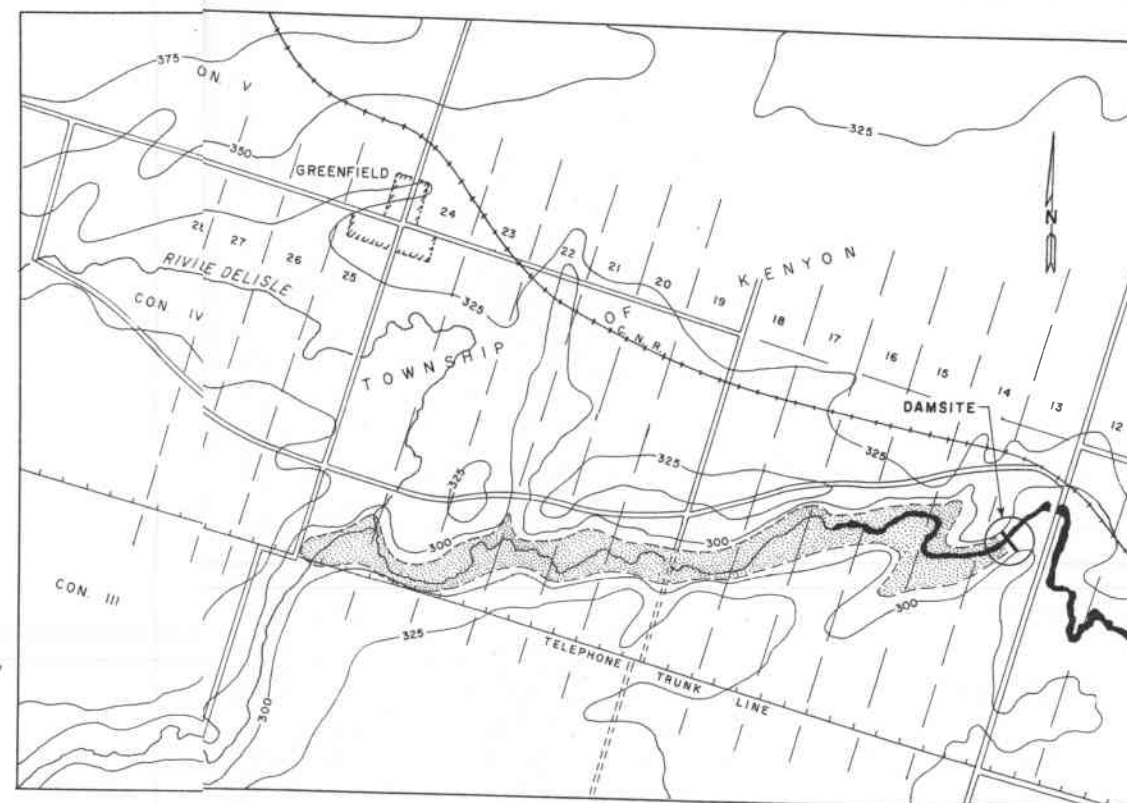 375
ON. V
325
350
GREENFIELD
N
24
23
KENYON
28
27
26
25
22
21
20
19
RIVILE DELISLE
CON. IV
325
OF
C.N.R.
18
17
16
15
14
13
12
TOWNSHIP
DAMSITE
325
325
325
300
300
300
CON. III
325
TELEPHONE TRUNK LINE
300